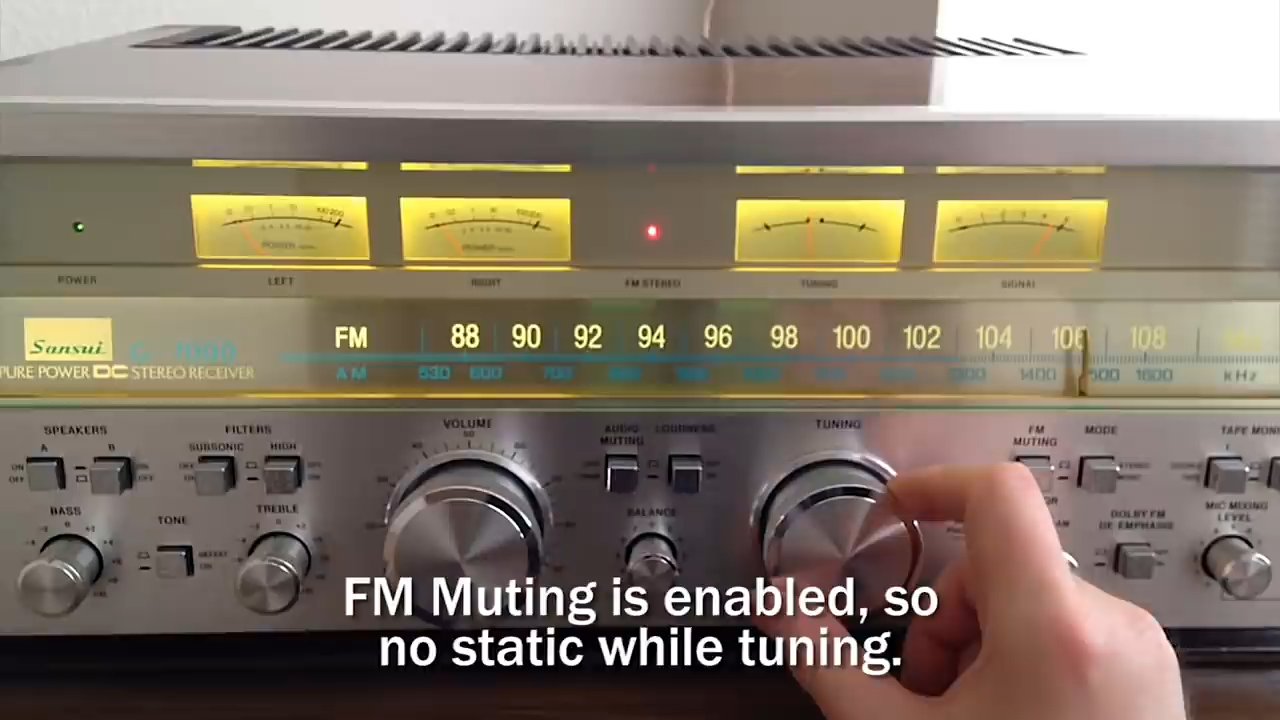 POWER
LEFT
RIGHT
FM STEREO
TUNING
SIGNAL
Sansui
PURE POWER DC STEREO RECEIVER
FM 88 90 92 94 96 98 100 102 104 106 108
AM 530 600 1400 1600 kHz
SPEAKERS
A B
ON
OFF
FILTERS
SUBSONIC HIGH
VOLUME
50
AUDIO MUTING
LOUDNESS
TUNING
FM MUTING
MODE
BASS
TONE
TREBLE
BALANCE
DOLBY FM
DE EMPHASIS
MIC MIXING
LEVEL
FM Muting is enabled, so
no static while tuning.